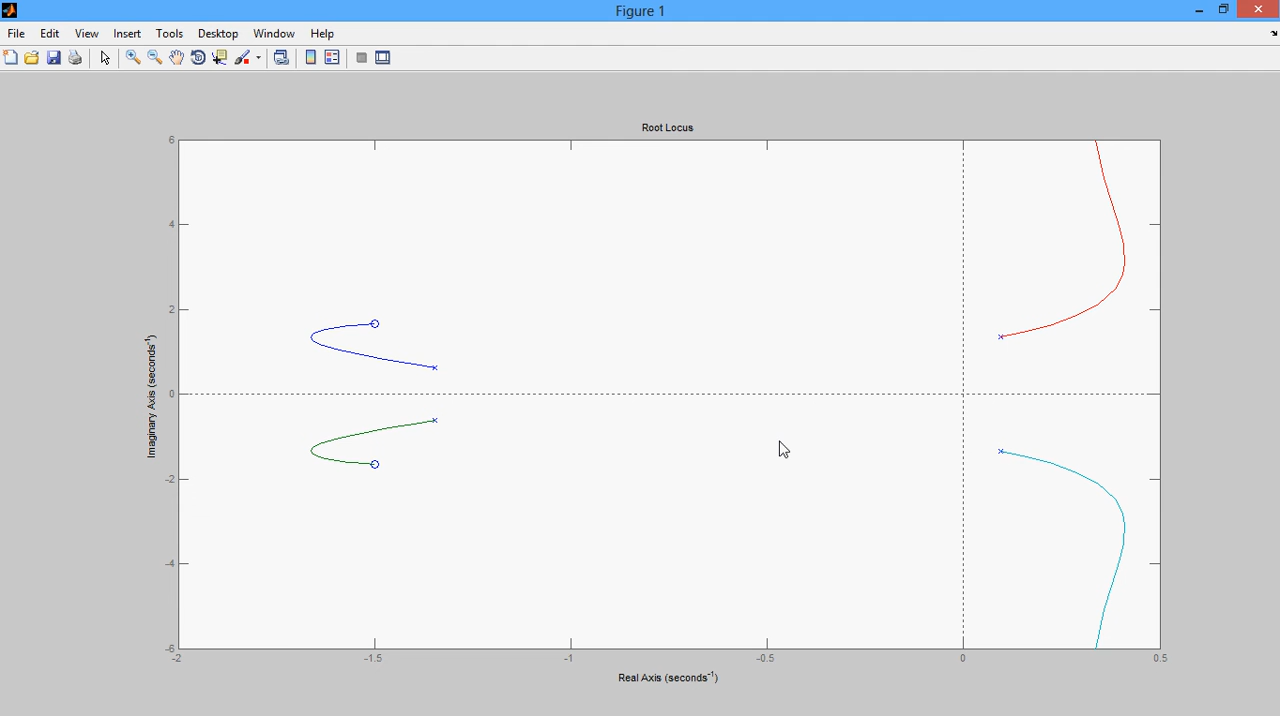 Figure 1
File Edit View Insert Tools Desktop Window Help
Root Locus
6
4
2
0
-2
-4
-6
Imaginary Axis (seconds⁻¹)
-2 -1.5 -1 -0.5 0 0.5
Real Axis (seconds⁻¹)